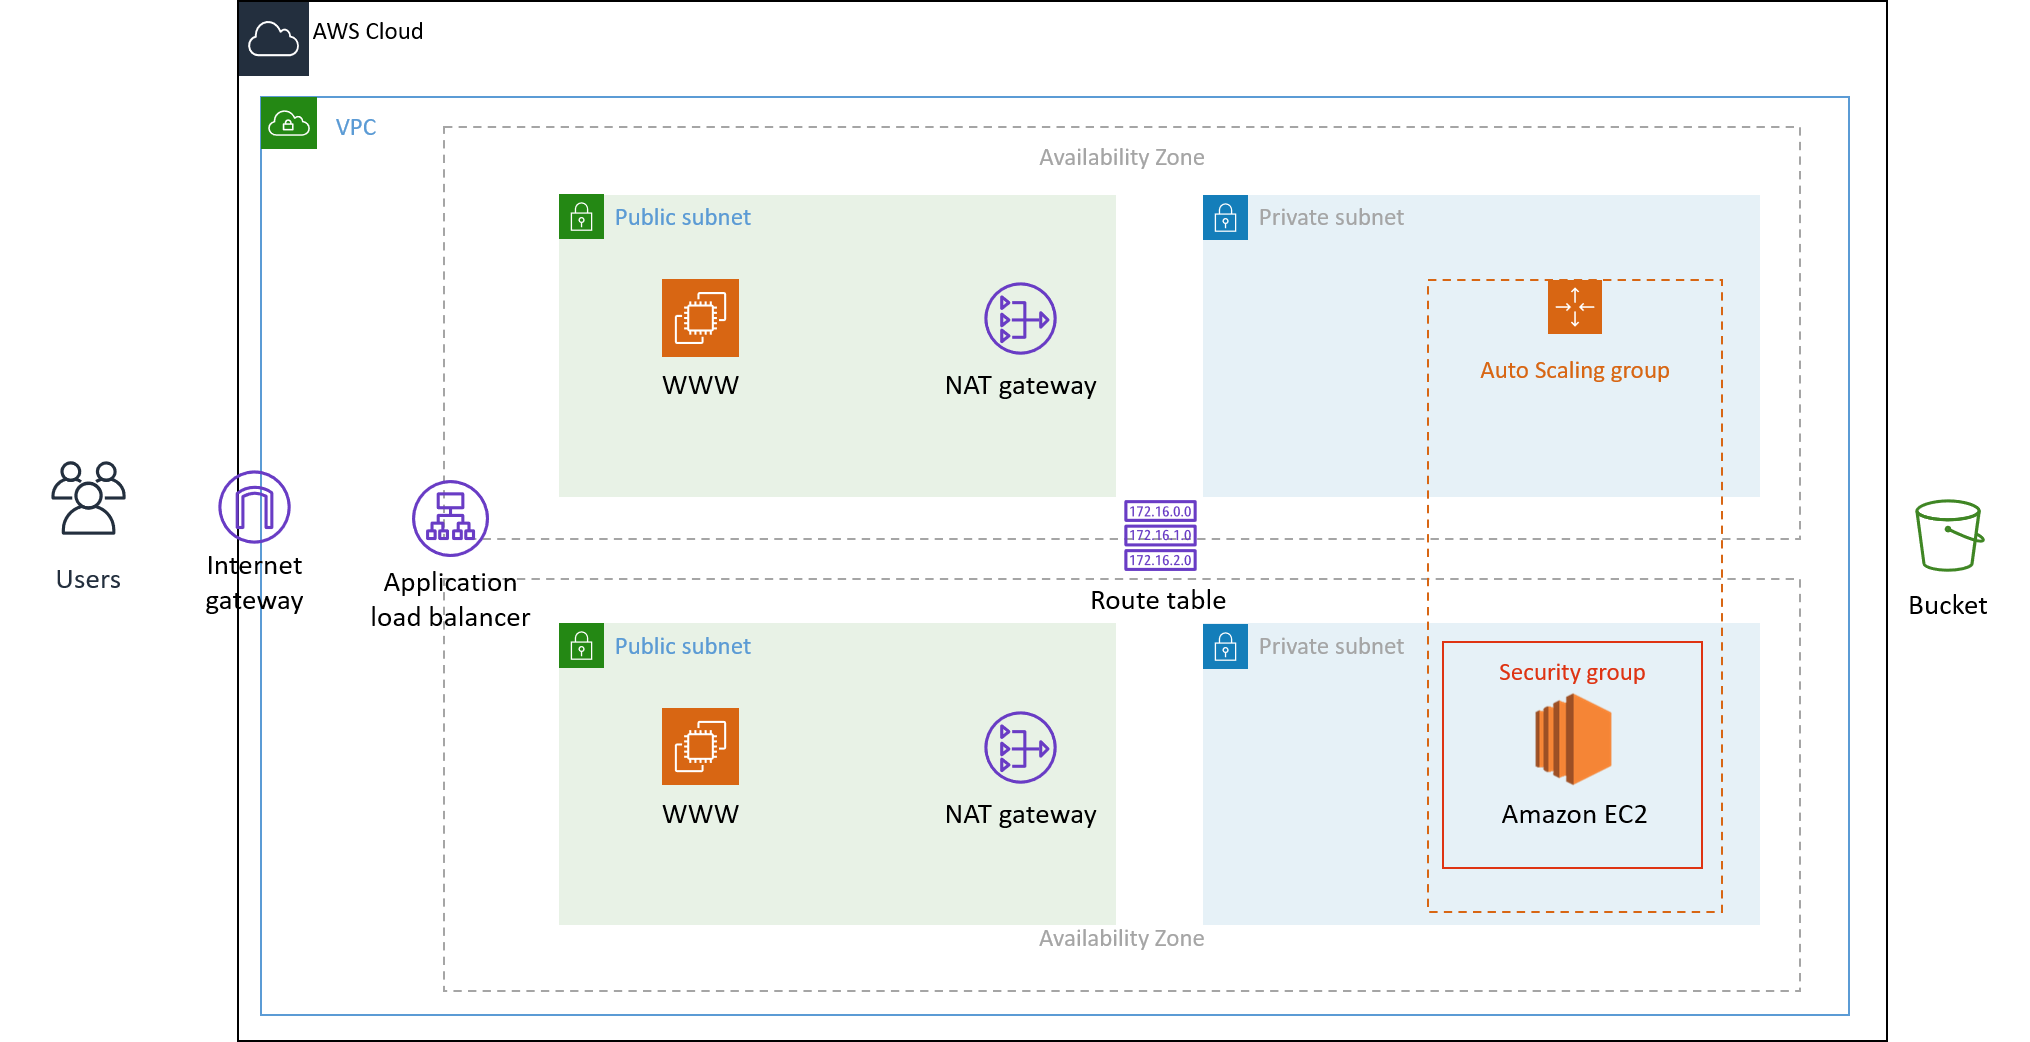 AWS Cloud
VPC
Availability Zone
Public subnet
Private subnet
WWW
NAT gateway
Auto Scaling group
Users
Internet
gateway
Application
load balancer
172.16.0.0
172.16.1.0
172.16.2.0
Route table
Bucket
Public subnet
Private subnet
Security group
WWW
NAT gateway
Amazon EC2
Availability Zone